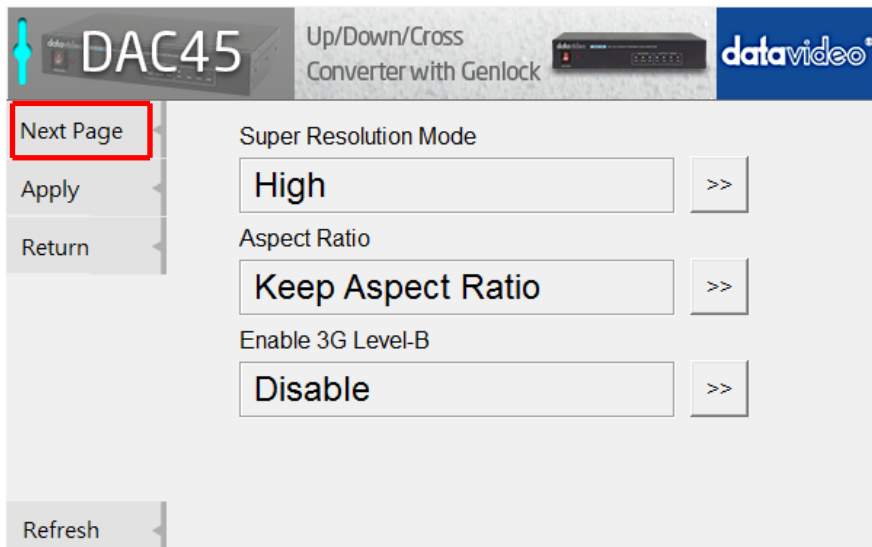 DAC45
Up/Down/Cross
Converter with Genlock
datavideo®
Next Page
Apply
Return
Super Resolution Mode
High
>>
Aspect Ratio
Keep Aspect Ratio
>>
Enable 3G Level-B
Disable
>>
Refresh